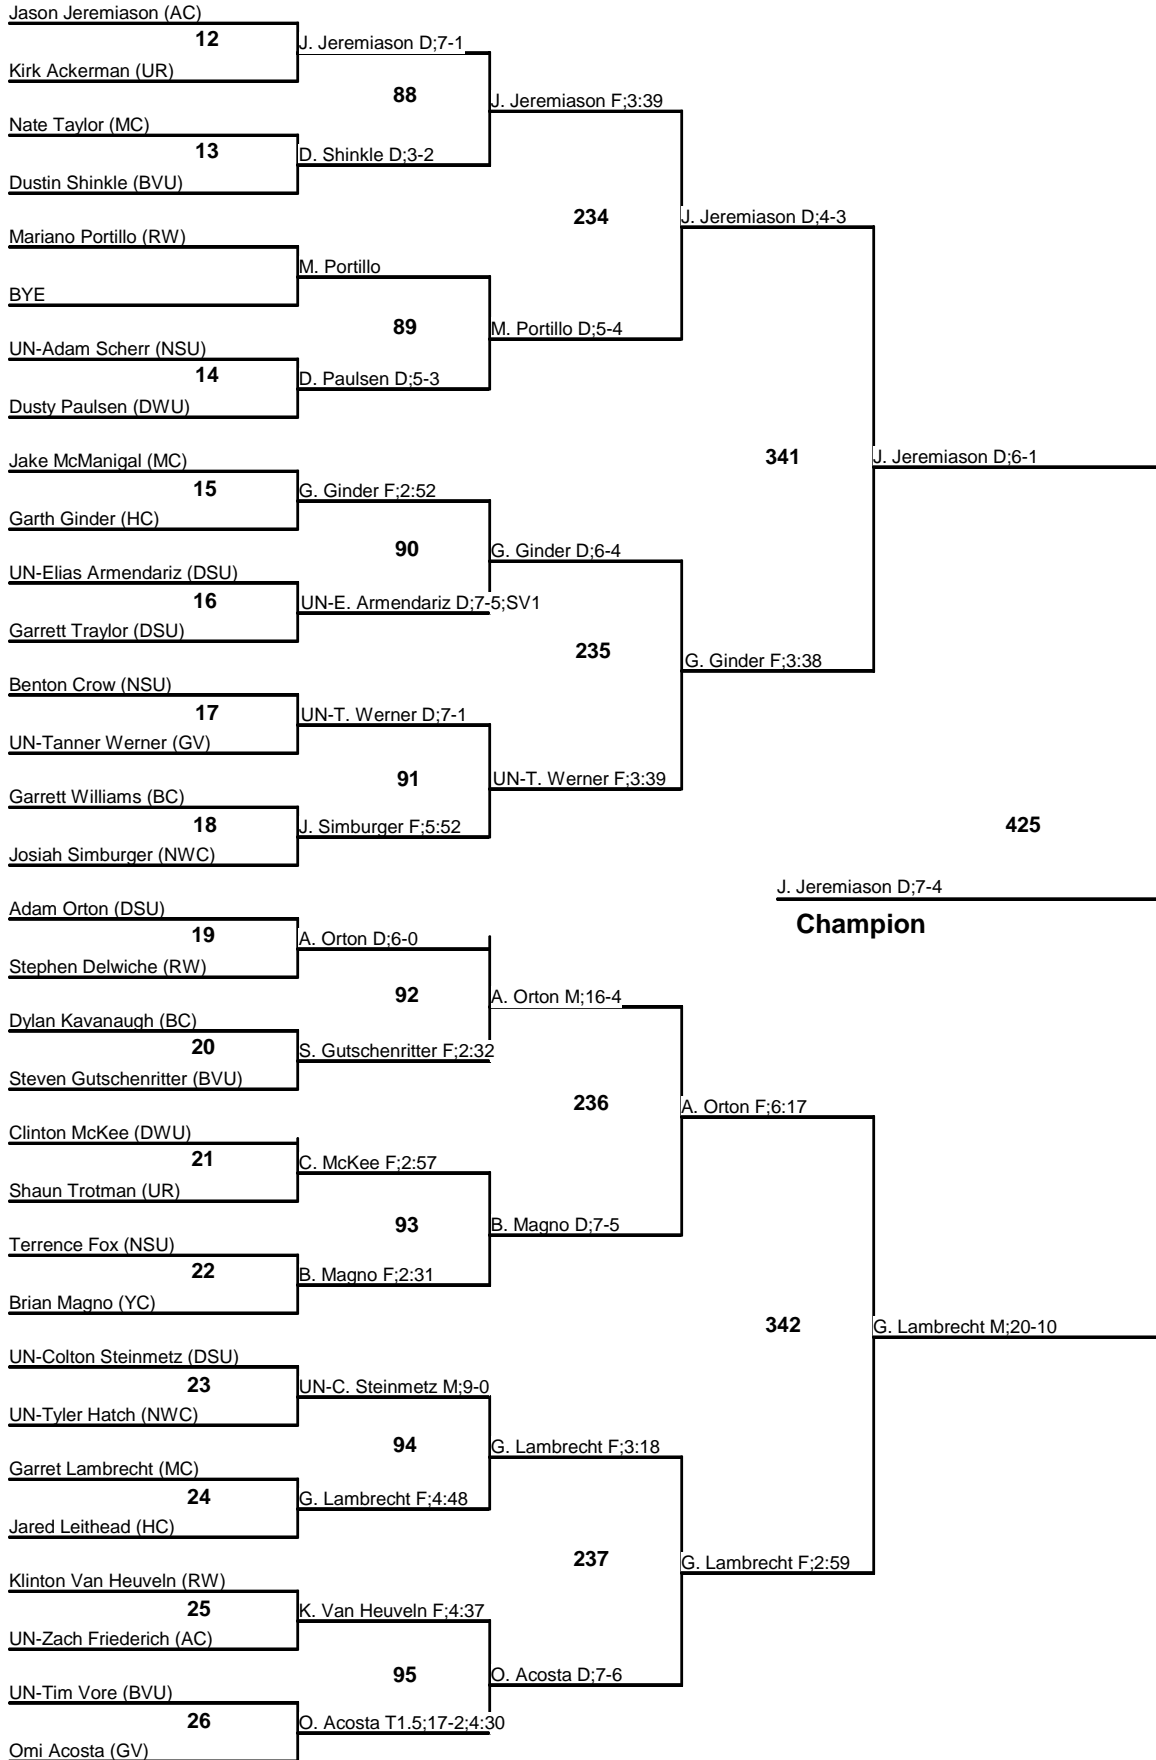 Jason Jeremiason (AC)
12
J. Jeremiason D;7-1
Kirk Ackerman (UR)
88
J. Jeremiason F;3:39
Nate Taylor (MC)
13
D. Shinkle D;3-2
Dustin Shinkle (BVU)
234
J. Jeremiason D;4-3
Mariano Portillo (RW)
M. Portillo
BYE
89
M. Portillo D;5-4
UN-Adam Scherr (NSU)
14
D. Paulsen D;5-3
Dusty Paulsen (DWU)
341
J. Jeremiason D;6-1
Jake McManigal (MC)
15
G. Ginder F;2:52
Garth Ginder (HC)
90
G. Ginder D;6-4
UN-Elias Armendariz (DSU)
16
UN-E. Armendariz D;7-5;SV1
Garrett Traylor (DSU)
235
G. Ginder F;3:38
Benton Crow (NSU)
17
UN-T. Werner D;7-1
UN-Tanner Werner (GV)
91
UN-T. Werner F;3:39
Garrett Williams (BC)
18
J. Simburger F;5:52
Josiah Simburger (NWC)
425
J. Jeremiason D;7-4
Champion
Adam Orton (DSU)
19
A. Orton D;6-0
Stephen Delwiche (RW)
92
A. Orton M;16-4
Dylan Kavanaugh (BC)
20
S. Gutschenritter F;2:32
Steven Gutschenritter (BVU)
236
A. Orton F;6:17
Clinton McKee (DWU)
21
C. McKee F;2:57
Shaun Trotman (UR)
93
B. Magno D;7-5
Terrence Fox (NSU)
22
B. Magno F;2:31
Brian Magno (YC)
342
G. Lambrecht M;20-10
UN-Colton Steinmetz (DSU)
23
UN-C. Steinmetz M;9-0
UN-Tyler Hatch (NWC)
94
G. Lambrecht F;3:18
Garret Lambrecht (MC)
24
G. Lambrecht F;4:48
Jared Leithead (HC)
237
G. Lambrecht F;2:59
Klinton Van Heuveln (RW)
25
K. Van Heuveln F;4:37
UN-Zach Friederich (AC)
95
O. Acosta D;7-6
UN-Tim Vore (BVU)
26
O. Acosta T1.5;17-2;4:30
Omi Acosta (GV)